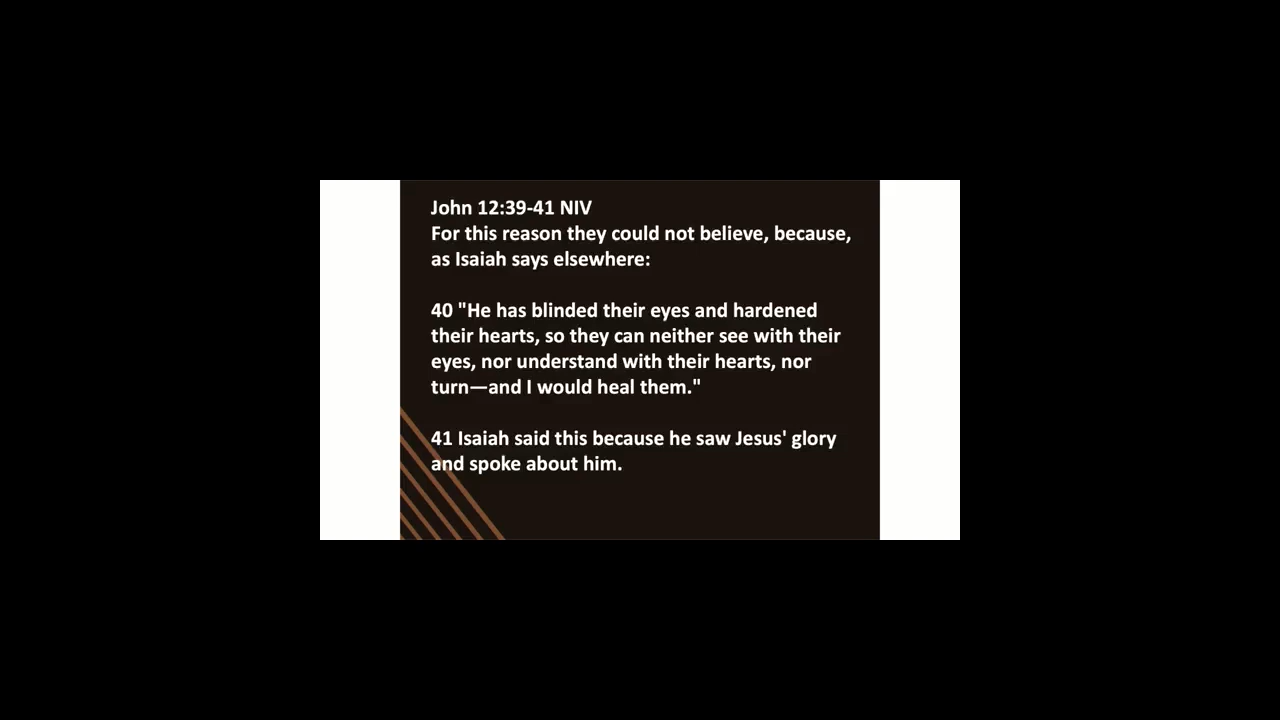 John 12:39-41 NIV
For this reason they could not believe, because,
as Isaiah says elsewhere:
40 "He has blinded their eyes and hardened
their hearts, so they can neither see with their
eyes, nor understand with their hearts, nor
turn—and I would heal them."
41 Isaiah said this because he saw Jesus' glory
and spoke about him.